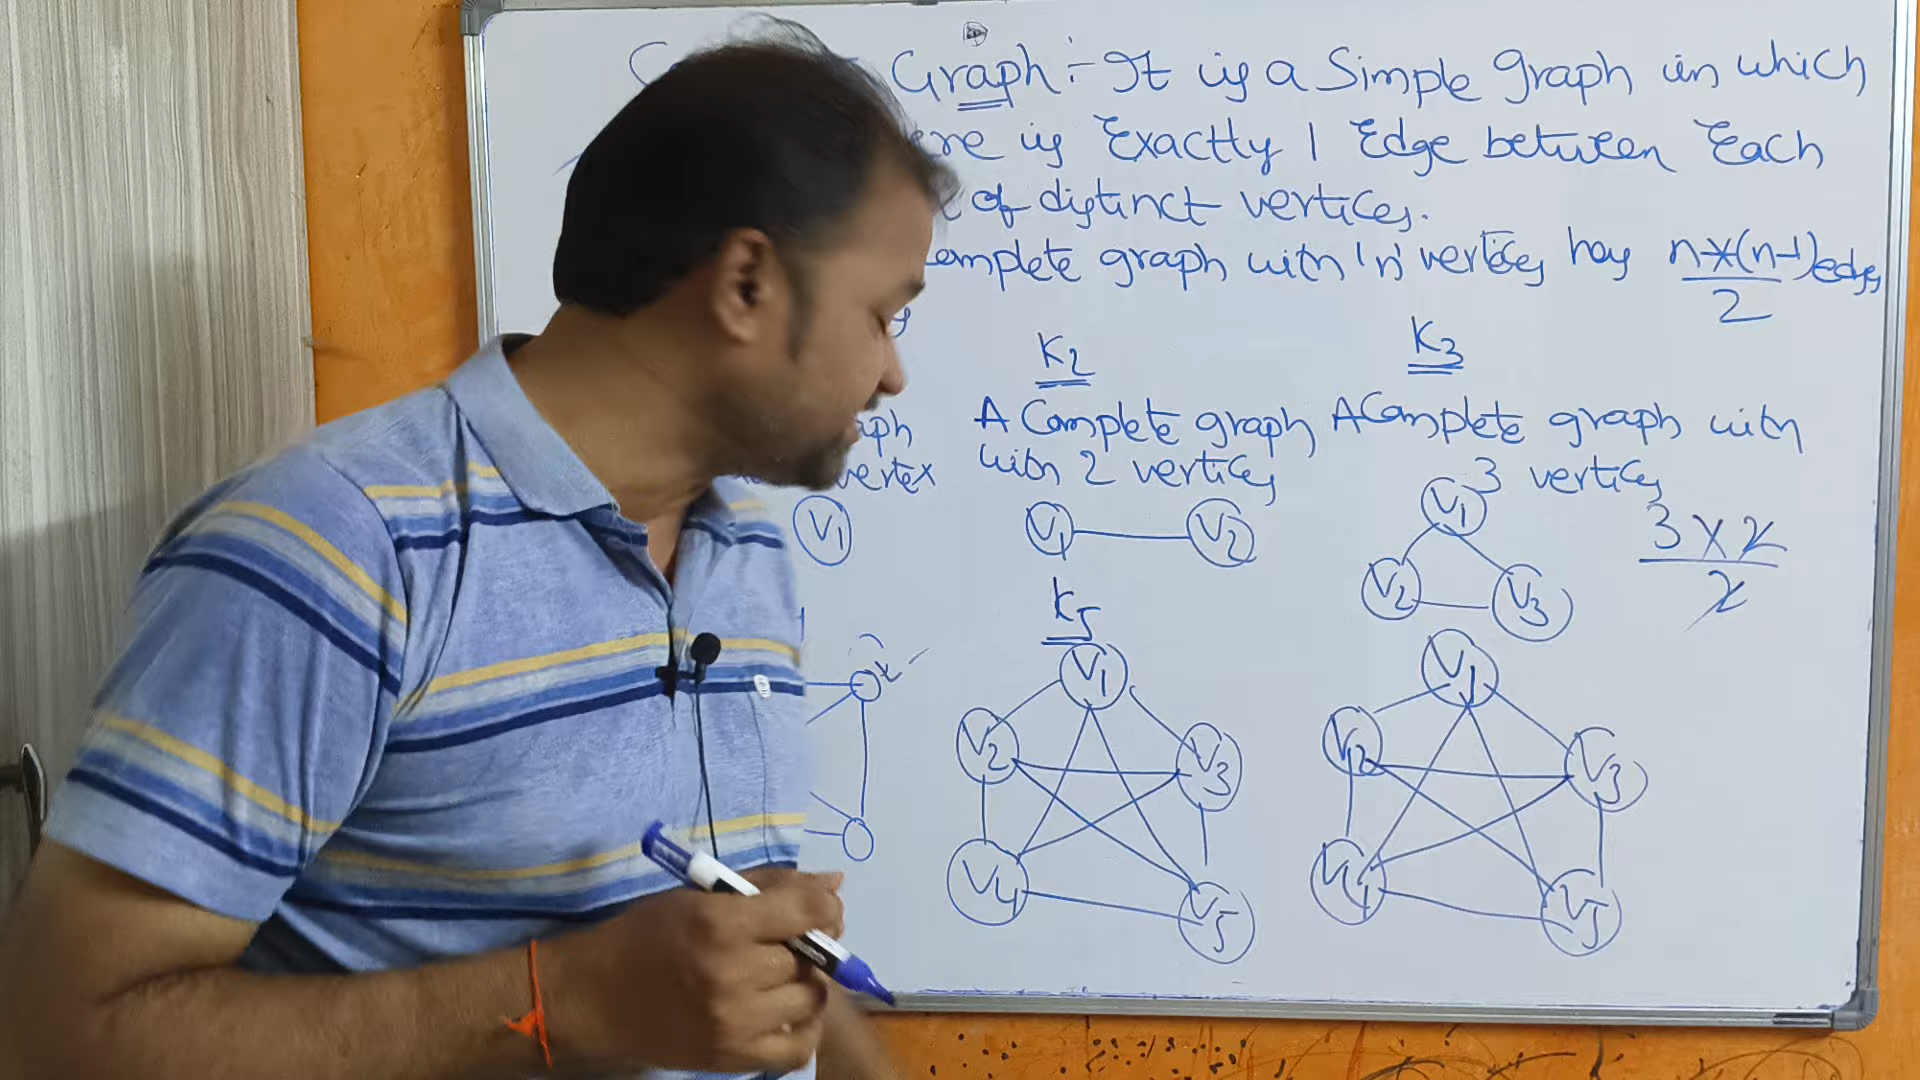 Graph :- It is a Simple graph in which
is Exactly 1 Edge between Each
of distinct vertices.
complete graph with 'n' vertices has n*(n-1) edges
2
K2
K3
A Complete graph
A Complete graph with
vertex
with 2 vertices
3 vertices
V1
V1
V2
V1
V2
V3
3 X 2
2
K5
V1
V2
V3
V4
V5
V1
V2
V3
V4
V5